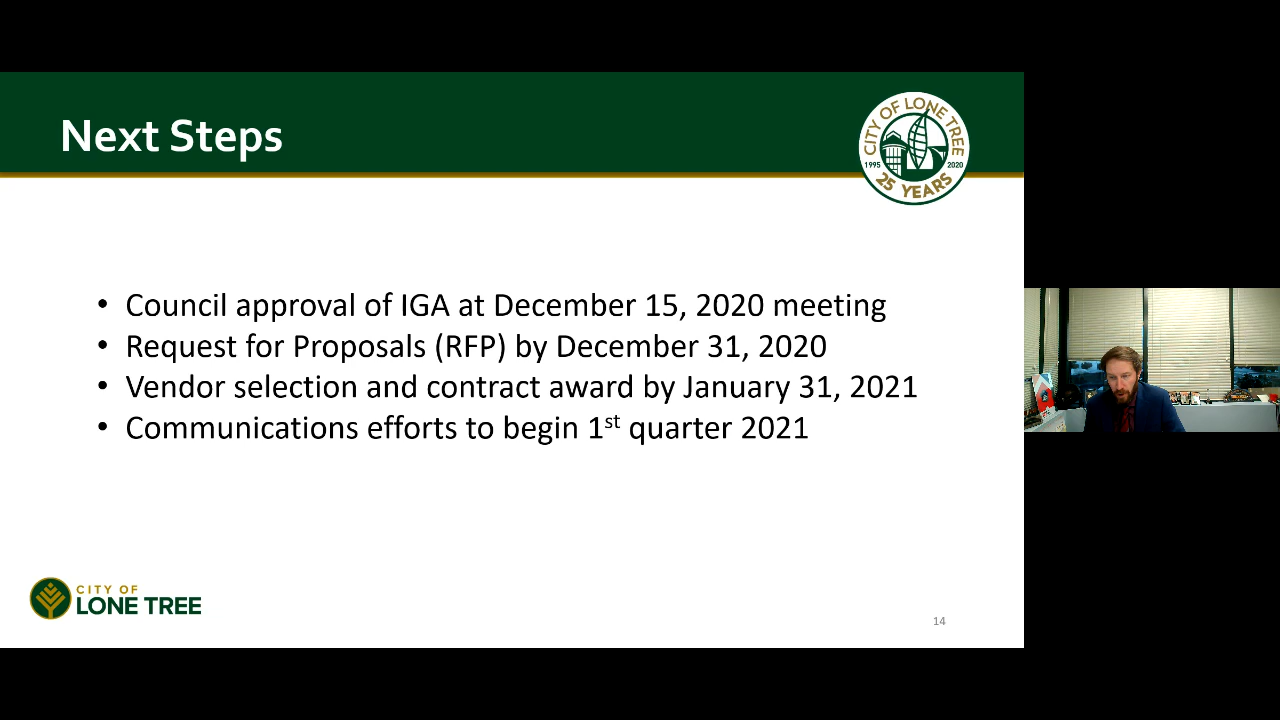 Next Steps
CITY OF LONE TREE
1995 2020
25 YEARS
• Council approval of IGA at December 15, 2020 meeting
• Request for Proposals (RFP) by December 31, 2020
• Vendor selection and contract award by January 31, 2021
• Communications efforts to begin 1st quarter 2021
CITY OF
LONE TREE
14